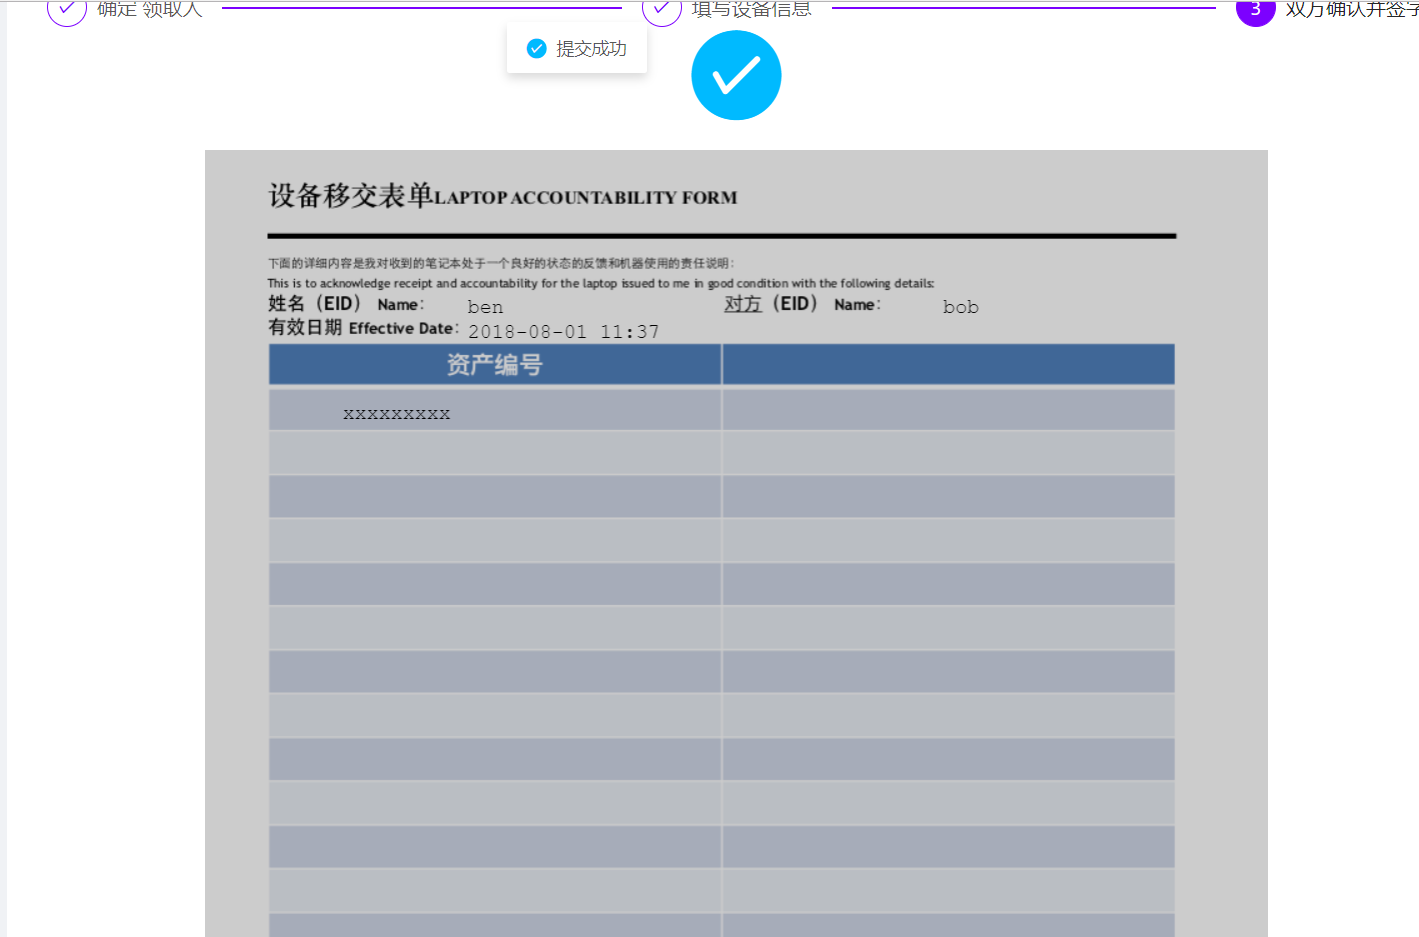 确定 领取人
填写设备信息
3 双方确认并签字
提交成功
设备移交表单LAPTOP ACCOUNTABILITY FORM
下面的详细内容是我对收到的笔记本处于一个良好的状态的反馈和机器使用的责任说明：
This is to acknowledge receipt and accountability for the laptop issued to me in good condition with the following details:
姓名（EID） Name： ben 对方（EID） Name： bob
有效日期 Effective Date： 2018-08-01 11:37
资产编号
xxxxxxxxx